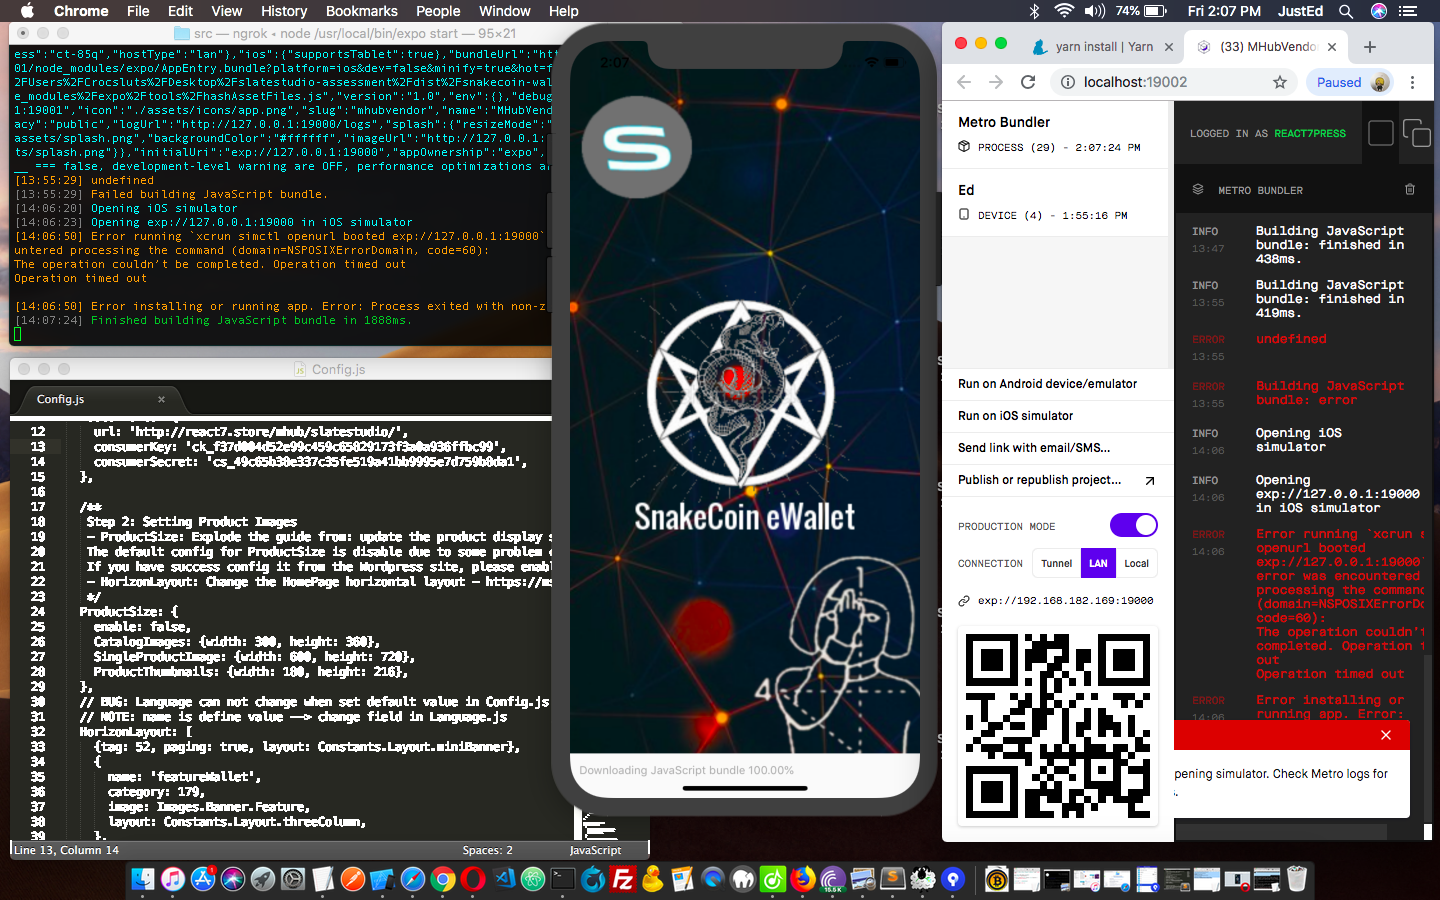 Chrome File Edit View History Bookmarks People Window Help
74% Fri 2:07 PM JustEd
src — ngrok ‹ node /usr/local/bin/expo start — 95×21
ess":"ct-85q","hostType":"lan"},"ios":{"supportsTablet":true},"bundleUrl":"htt
01/node_modules/expo/AppEntry.bundle?platform=ios&dev=false&minify=true&hot=f
2FUsers%2Frocsluts%2FDesktop%2Fslatestudio-assessment%2Fdist%2Fsnakecoin-wal
e_modules%2Fexpo%2Ftools%2FhashAssetFiles.js","version":"1.0","env":{},"debug
1:19001","icon":"./assets/icons/app.png","slug":"mhubvendor","name":"MHubVend
acy":"public","logUrl":"http://127.0.0.1:19000/logs","splash":{"resizeMode":"
assets/splash.png","backgroundColor":"#ffffff","imageUrl":"http://127.0.0.1:
ts/splash.png"}},"initialUri":"exp://127.0.0.1:19000","appOwnership":"expo",
__ === false, development-level warning are OFF, performance optimizations a
[13:55:29] undefined
[13:55:29] Failed building JavaScript bundle.
[14:06:20] Opening iOS simulator
[14:06:23] Opening exp://127.0.0.1:19000 in iOS simulator
[14:06:50] Error running `xcrun simctl openurl booted exp://127.0.0.1:19000`
untered processing the command (domain=NSPOSIXErrorDomain, code=60):
The operation couldn't be completed. Operation timed out
Operation timed out
[14:06:50] Error installing or running app. Error: Process exited with non-z
[14:07:24] Finished building JavaScript bundle in 1888ms.
Config.js
Config.js ×
12 url: 'http://react7.store/mhub/slatestudio/',
13 consumerKey: 'ck_f37d004d52e99c459c65829173f3a0a936ffbc99',
14 consumerSecret: 'cs_49c65b38e337c35fe519a41bb9995e7d759b8da1',
15 },
16
17 /**
18 Step 2: Setting Product Images
19 – ProductSize: Explode the guide from: update the product display s
20 The default config for ProductSize is disable due to some problem
21 If you have success config it from the Wordpress site, please enabl
22 – HorizonLayout: Change the HomePage horizontal layout – https://ms
23 */
24 ProductSize: {
25 enable: false,
26 CatalogImages: {width: 300, height: 360},
27 SingleProductImage: {width: 600, height: 720},
28 ProductThumbnails: {width: 180, height: 216},
29 },
30 // BUG: Language can not change when set default value in Config.js
31 // NOTE: name is define value ——> change field in Language.js
32 HorizonLayout: [
33 {tag: 52, paging: true, layout: Constants.Layout.miniBanner},
34 {
35 name: 'featureWallet',
36 category: 179,
37 image: Images.Banner.Feature,
38 layout: Constants.Layout.threeColumn,
39 },
Line 13, Column 14 Spaces: 2 JavaScript
2:07
S
SnakeCoin eWallet
Downloading JavaScript bundle 100.00%
yarn install | Yarn × (33) MHubVendo ×
localhost:19002 Paused
Metro Bundler
PROCESS (29) - 2:07:24 PM
Ed
DEVICE (4) - 1:55:16 PM
Run on Android device/emulator
Run on iOS simulator
Send link with email/SMS...
Publish or republish project...
PRODUCTION MODE
CONNECTION Tunnel LAN Local
exp://192.168.182.169:19000
LOGGED IN AS REACT7PRESS
METRO BUNDLER
INFO Building JavaScript
13:47 bundle: finished in
438ms.
INFO Building JavaScript
13:55 bundle: finished in
419ms.
ERROR undefined
13:55
ERROR Building JavaScript
13:55 bundle: error
INFO Opening iOS
14:06 simulator
INFO Opening
14:06 exp://127.0.0.1:19000
in iOS simulator
ERROR Error running `xcrun s
14:06 openurl booted
exp://127.0.0.1:19000
error was encountered
processing the command
(domain=NSPOSIXErrorDo
code=60):
The operation couldn't
completed. Operation t
out
Operation timed out
ERROR Error installing or
14:06 running app. Error:
pening simulator. Check Metro logs for
s.
15.5 K